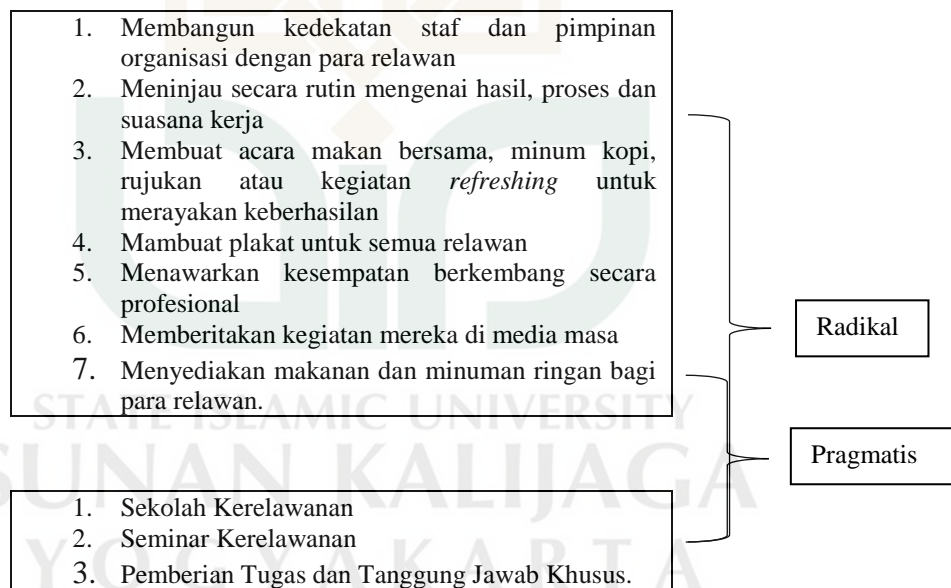 1. Membangun kedekatan staf dan pimpinan
organisasi dengan para relawan
2. Meninjau secara rutin mengenai hasil, proses dan
suasana kerja
3. Membuat acara makan bersama, minum kopi,
rujukan atau kegiatan refreshing untuk
merayakan keberhasilan
4. Mambuat plakat untuk semua relawan
5. Menawarkan kesempatan berkembang secara
profesional
6. Memberitakan kegiatan mereka di media masa
7. Menyediakan makanan dan minuman ringan bagi
para relawan.
Radikal
STATE ISLAMIC UNIVERSITY
SUNAN KALIJAGA
Pragmatis
1. Sekolah Kerelawanan
2. Seminar Kerelawanan
3. Pemberian Tugas dan Tanggung Jawab Khusus.
YOGYAKARTA